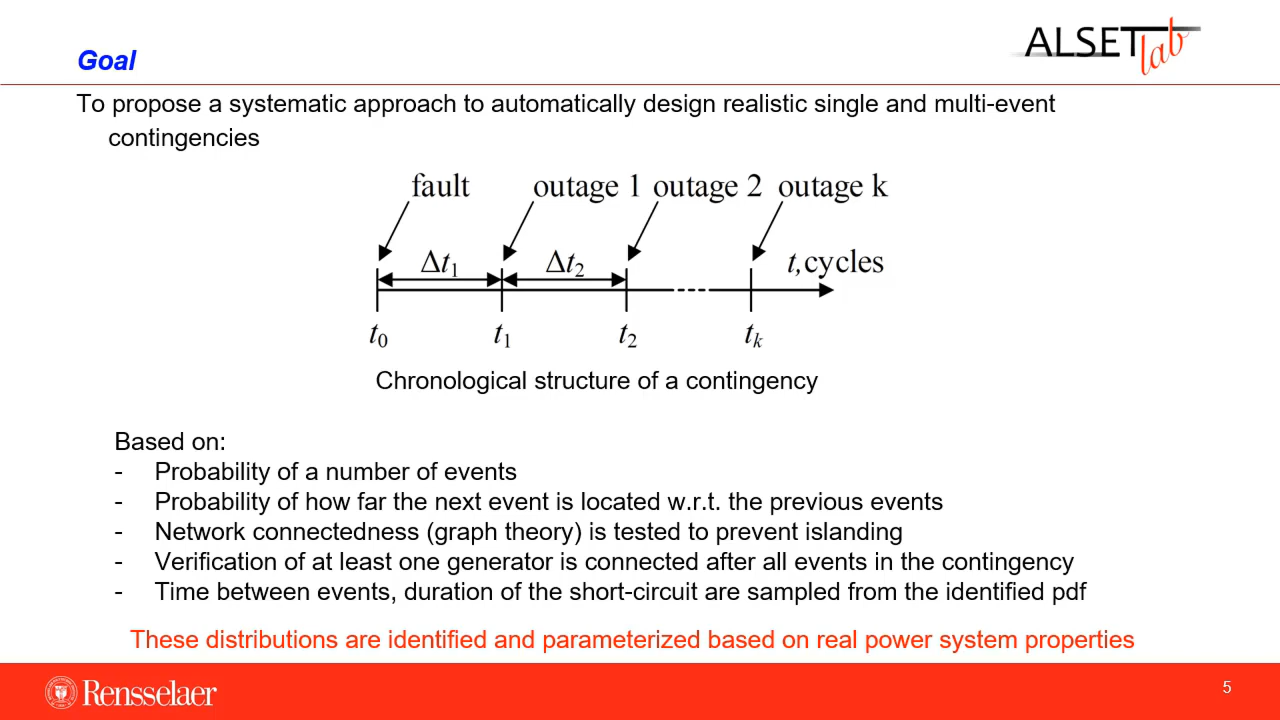 Goal
ALSETlab
To propose a systematic approach to automatically design realistic single and multi-event
contingencies
fault outage 1 outage 2 outage k
Δt1 Δt2 t,cycles
t0 t1 t2 tk
Chronological structure of a contingency
Based on:
- Probability of a number of events
- Probability of how far the next event is located w.r.t. the previous events
- Network connectedness (graph theory) is tested to prevent islanding
- Verification of at least one generator is connected after all events in the contingency
- Time between events, duration of the short-circuit are sampled from the identified pdf
These distributions are identified and parameterized based on real power system properties
Rensselaer
5